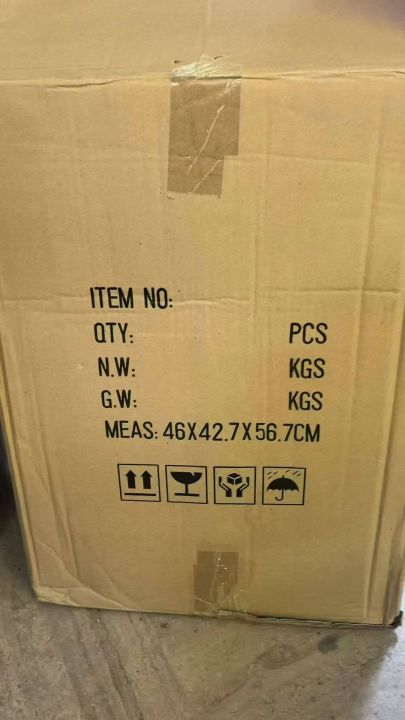 ITEM NO:
QTY: PCS
N.W: KGS
G.W: KGS
MEAS: 46X42.7X56.7CM